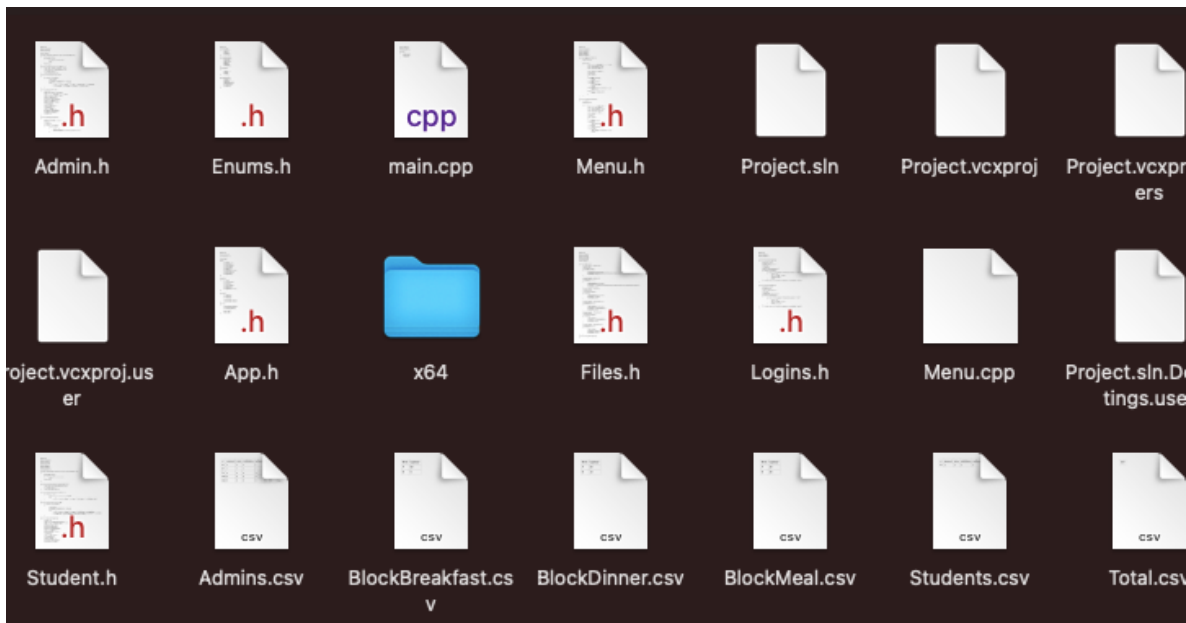 .h
.h
cpp
.h
Admin.h
Enums.h
main.cpp
Menu.h
Project.sln
Project.vcxproj
Project.vcxpr
ers
.h
.h
.h
roject.vcxproj.us
er
App.h
x64
Files.h
Logins.h
Menu.cpp
Project.sln.De
tings.use
.h
csv
csv
csv
csv
csv
csv
Student.h
Admins.csv
BlockBreakfast.cs
v
BlockDinner.csv
BlockMeal.csv
Students.csv
Total.csv